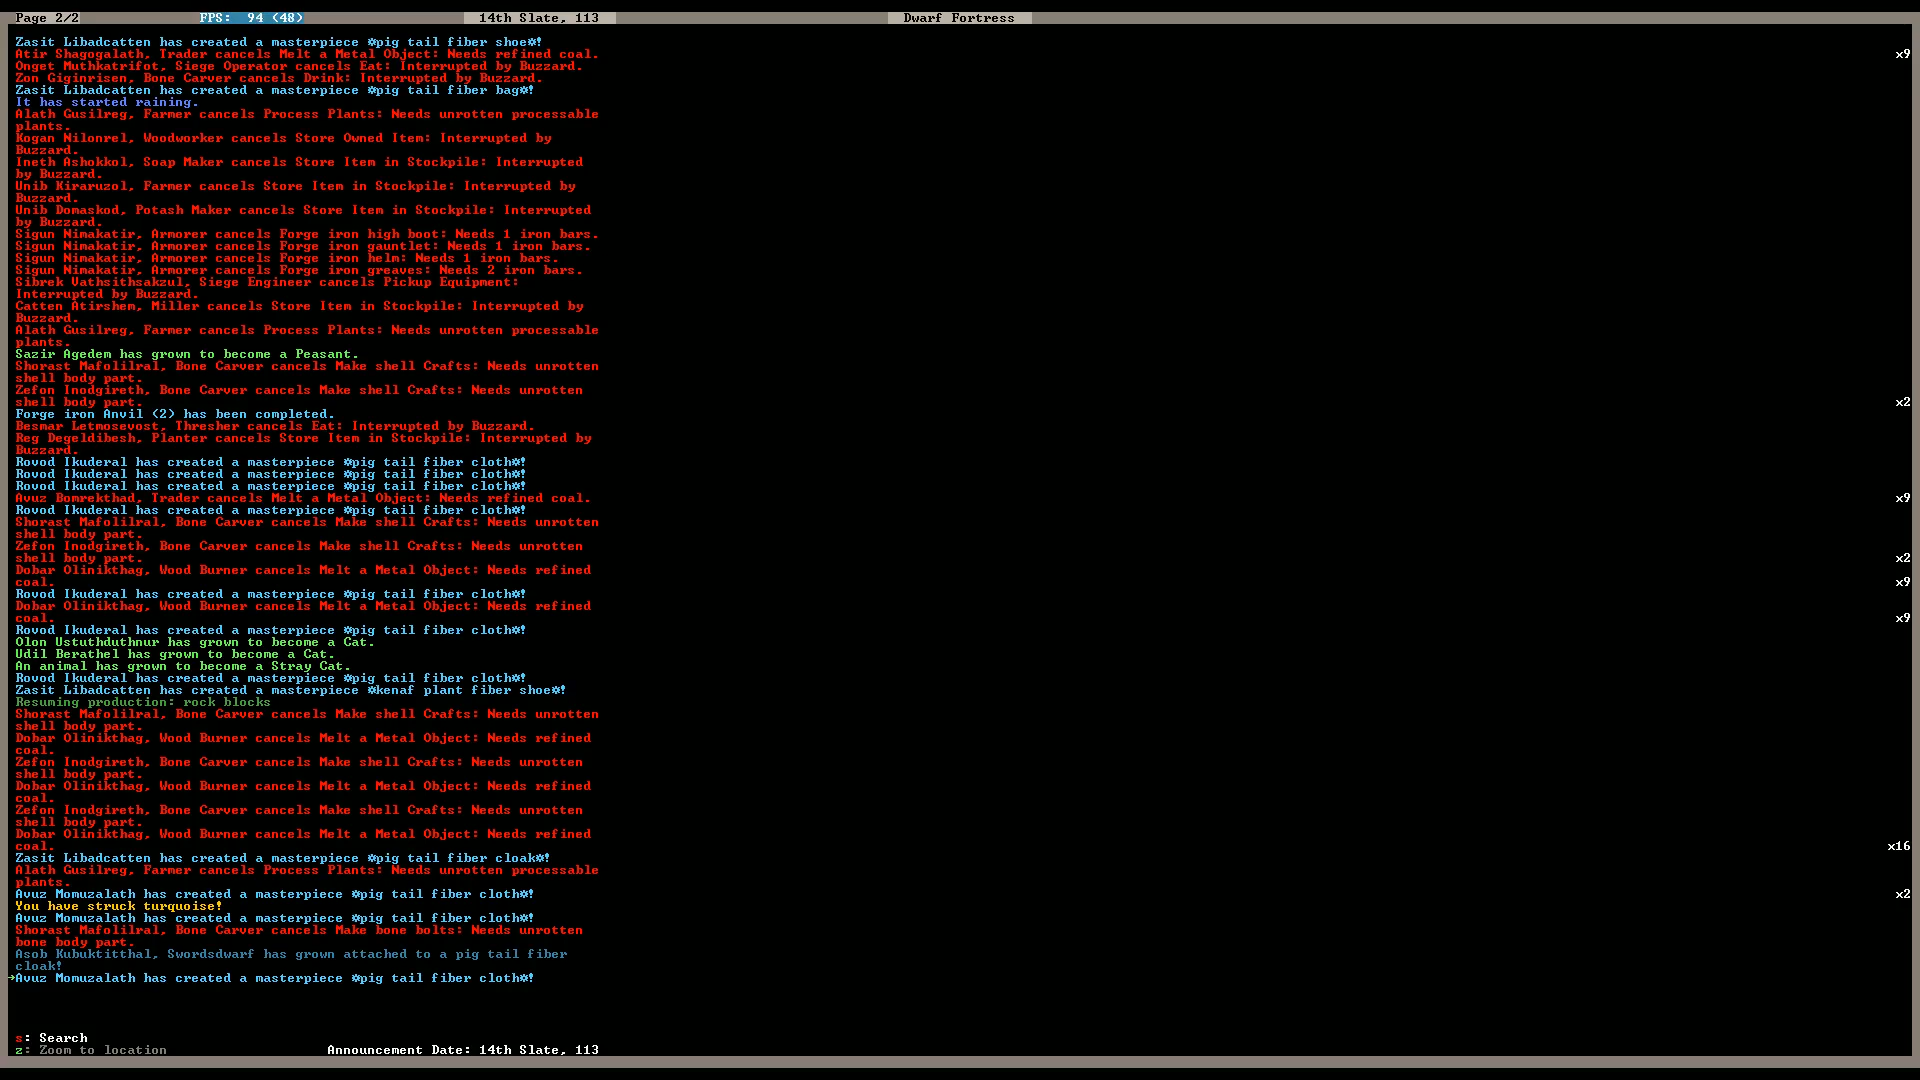 Page 2/2 FPS: 94 (48) 14th Slate, 113 Dwarf Fortress
Zasit Libadcatten has created a masterpiece ☼pig tail fiber shoe☼!
Atir Shagogalath, Trader cancels Melt a Metal Object: Needs refined coal. x9
Onget Muthkatrifot, Siege Operator cancels Eat: Interrupted by Buzzard.
Zon Giginrisen, Bone Carver cancels Drink: Interrupted by Buzzard.
Zasit Libadcatten has created a masterpiece ☼pig tail fiber bag☼!
It has started raining.
Alath Gusilreg, Farmer cancels Process Plants: Needs unrotten processable
plants.
Kogan Nilonrel, Woodworker cancels Store Owned Item: Interrupted by
Buzzard.
Ineth Ashokkol, Soap Maker cancels Store Item in Stockpile: Interrupted
by Buzzard.
Unib Kiraruzol, Farmer cancels Store Item in Stockpile: Interrupted by
Buzzard.
Unib Domaskod, Potash Maker cancels Store Item in Stockpile: Interrupted
by Buzzard.
Sigun Nimakatir, Armorer cancels Forge iron high boot: Needs 1 iron bars.
Sigun Nimakatir, Armorer cancels Forge iron gauntlet: Needs 1 iron bars.
Sigun Nimakatir, Armorer cancels Forge iron helm: Needs 1 iron bars.
Sigun Nimakatir, Armorer cancels Forge iron greaves: Needs 2 iron bars.
Sibrek Vathsithsakzul, Siege Engineer cancels Pickup Equipment:
Interrupted by Buzzard.
Catten Atirshem, Miller cancels Store Item in Stockpile: Interrupted by
Buzzard.
Alath Gusilreg, Farmer cancels Process Plants: Needs unrotten processable
plants.
Sazir Agedem has grown to become a Peasant.
Shorast Mafolilral, Bone Carver cancels Make shell Crafts: Needs unrotten
shell body part.
Zefon Inodgireth, Bone Carver cancels Make shell Crafts: Needs unrotten
shell body part. x2
Forge iron Anvil (2) has been completed.
Besmar Letmosevost, Thresher cancels Eat: Interrupted by Buzzard.
Reg Degeldibesh, Planter cancels Store Item in Stockpile: Interrupted by
Buzzard.
Rovod Ikuderal has created a masterpiece ☼pig tail fiber cloth☼!
Rovod Ikuderal has created a masterpiece ☼pig tail fiber cloth☼!
Rovod Ikuderal has created a masterpiece ☼pig tail fiber cloth☼!
Avuz Bomrekthad, Trader cancels Melt a Metal Object: Needs refined coal. x9
Rovod Ikuderal has created a masterpiece ☼pig tail fiber cloth☼!
Shorast Mafolilral, Bone Carver cancels Make shell Crafts: Needs unrotten
shell body part.
Zefon Inodgireth, Bone Carver cancels Make shell Crafts: Needs unrotten
shell body part. x2
Dobar Olinikthag, Wood Burner cancels Melt a Metal Object: Needs refined
coal. x9
Rovod Ikuderal has created a masterpiece ☼pig tail fiber cloth☼!
Dobar Olinikthag, Wood Burner cancels Melt a Metal Object: Needs refined
coal. x9
Rovod Ikuderal has created a masterpiece ☼pig tail fiber cloth☼!
Olon Ustuthduthnur has grown to become a Cat.
Udil Berathel has grown to become a Cat.
An animal has grown to become a Stray Cat.
Rovod Ikuderal has created a masterpiece ☼pig tail fiber cloth☼!
Zasit Libadcatten has created a masterpiece ☼kenaf plant fiber shoe☼!
Resuming production: rock blocks
Shorast Mafolilral, Bone Carver cancels Make shell Crafts: Needs unrotten
shell body part.
Dobar Olinikthag, Wood Burner cancels Melt a Metal Object: Needs refined
coal.
Zefon Inodgireth, Bone Carver cancels Make shell Crafts: Needs unrotten
shell body part.
Dobar Olinikthag, Wood Burner cancels Melt a Metal Object: Needs refined
coal.
Zefon Inodgireth, Bone Carver cancels Make shell Crafts: Needs unrotten
shell body part.
Dobar Olinikthag, Wood Burner cancels Melt a Metal Object: Needs refined
coal. x16
Zasit Libadcatten has created a masterpiece ☼pig tail fiber cloak☼!
Alath Gusilreg, Farmer cancels Process Plants: Needs unrotten processable
plants.
Avuz Momuzalath has created a masterpiece ☼pig tail fiber cloth☼! x2
You have struck turquoise!
Avuz Momuzalath has created a masterpiece ☼pig tail fiber cloth☼!
Shorast Mafolilral, Bone Carver cancels Make bone bolts: Needs unrotten
bone body part.
Asob Kubuktitthal, Swordsdwarf has grown attached to a pig tail fiber
cloak!
→Avuz Momuzalath has created a masterpiece ☼pig tail fiber cloth☼!
s: Search
z: Zoom to location Announcement Date: 14th Slate, 113